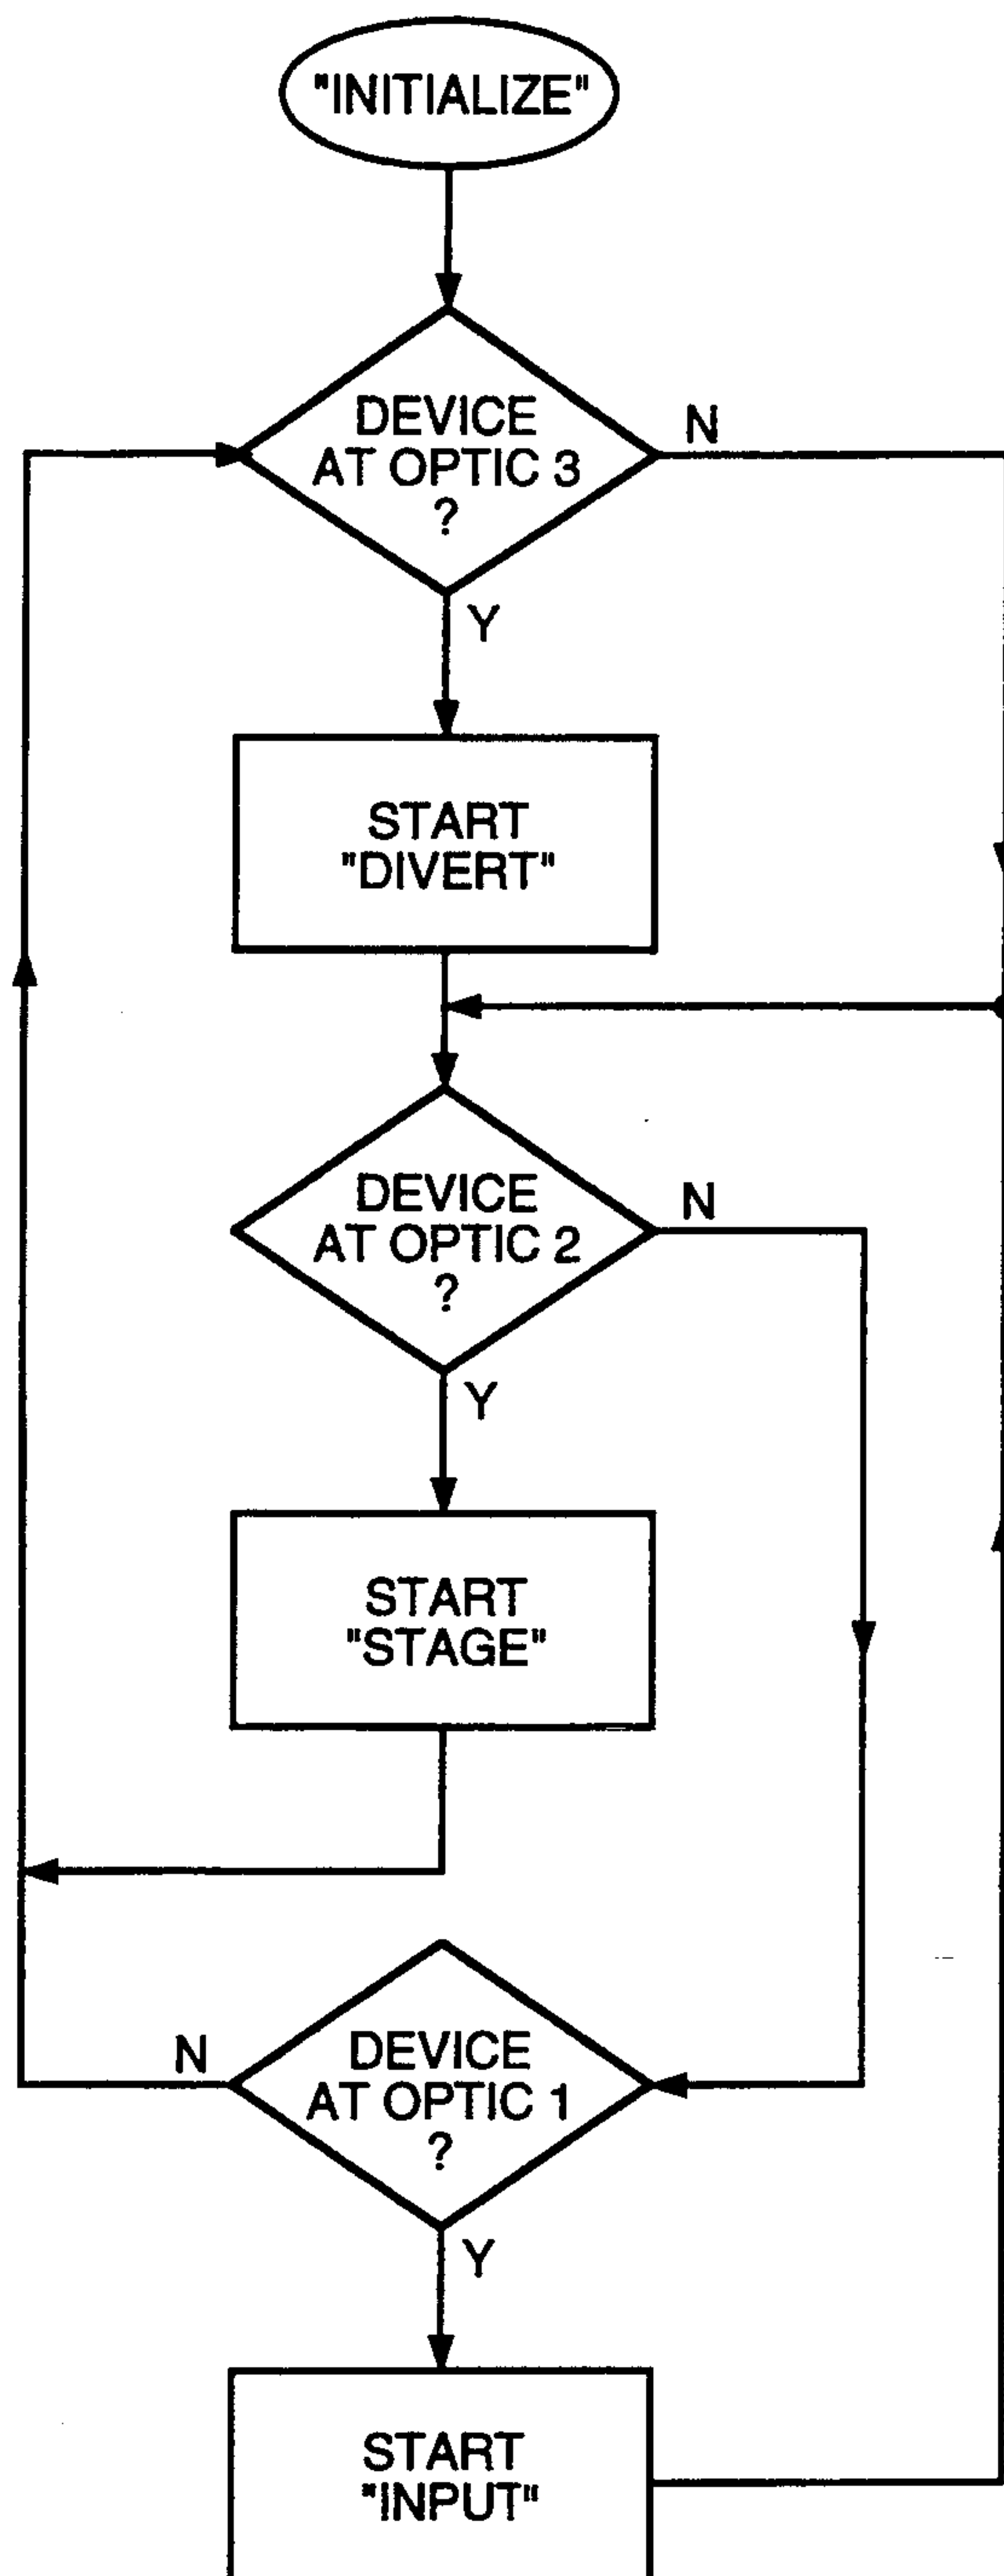 "INITIALIZE"
DEVICE
AT OPTIC 3
?
N
Y
START
"DIVERT"
DEVICE
AT OPTIC 2
?
N
Y
START
"STAGE"
DEVICE
AT OPTIC 1
?
N
Y
START
"INPUT"